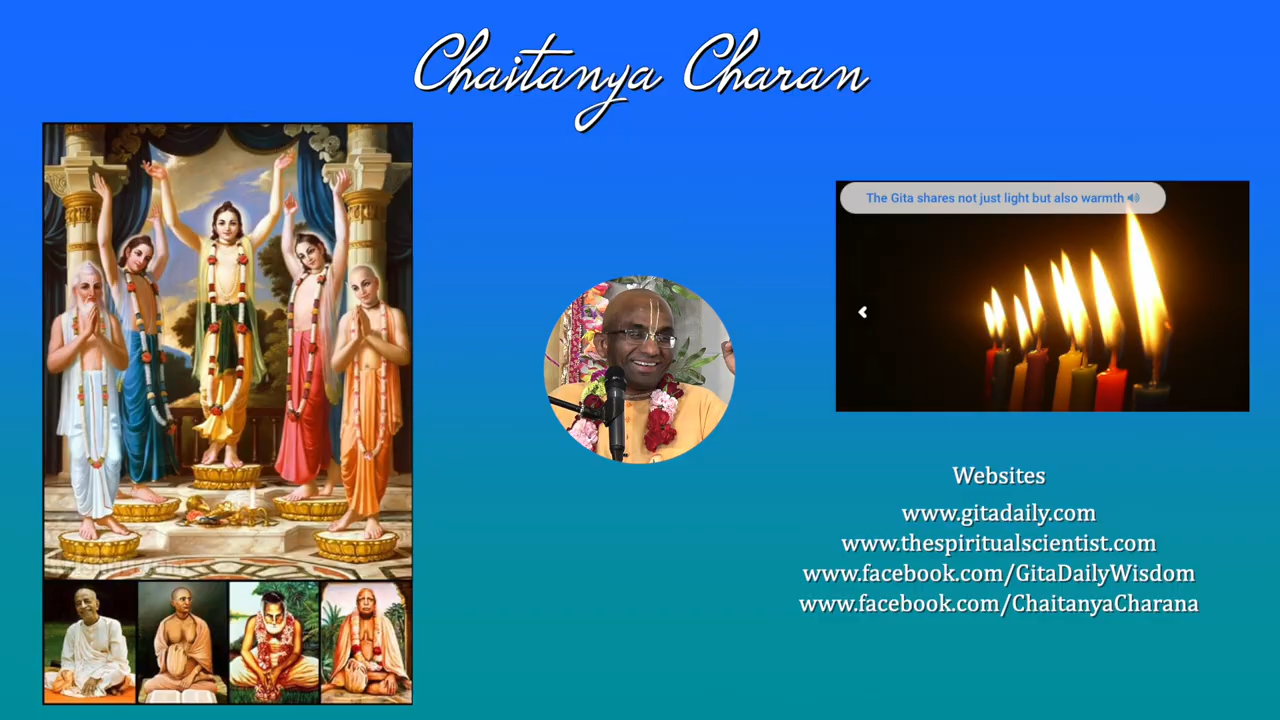 Chaitanya Charan
The Gita shares not just light but also warmth
Websites
www.gitadaily.com
www.thespiritualscientist.com
www.facebook.com/GitaDailyWisdom
www.facebook.com/ChaitanyaCharana